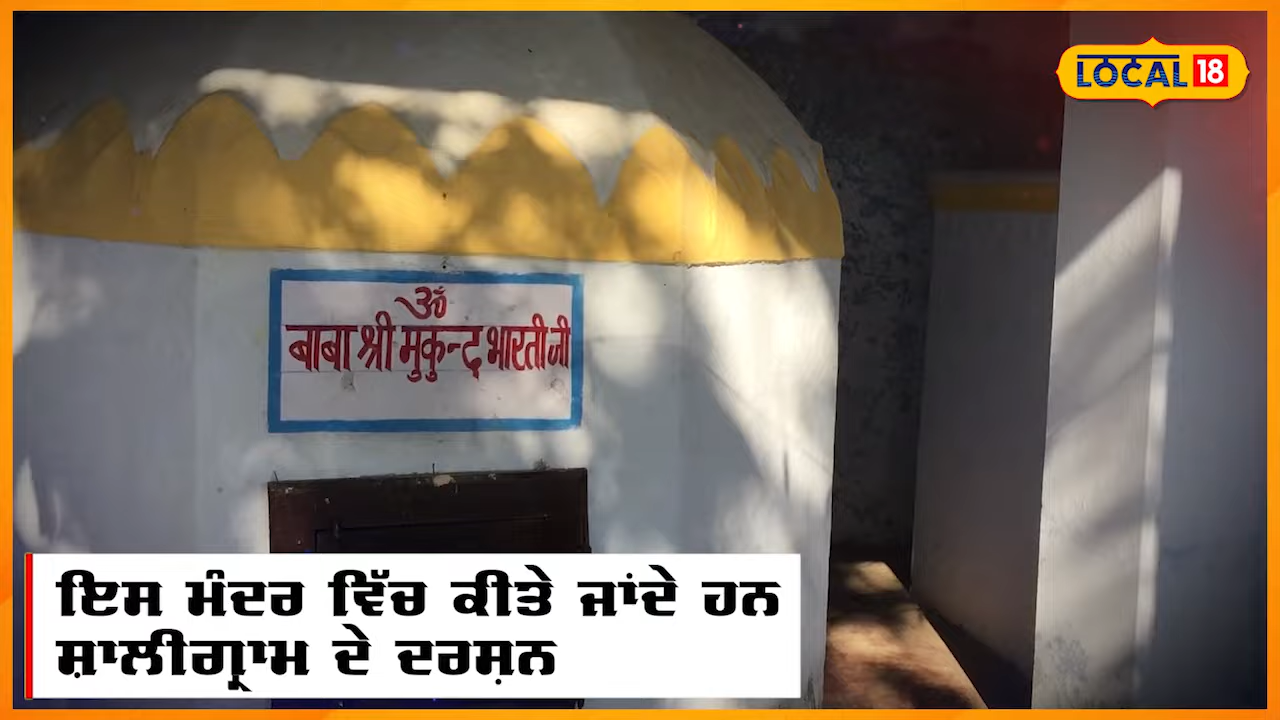 LOCAL 18
ॐ
बाबा श्री मुकुन्द भारती जी
ਇਸ ਮੰਦਰ ਵਿੱਚ ਕੀਤੇ ਜਾਂਦੇ ਹਨ
ਸ਼ਾਲੀਗ੍ਰਾਮ ਦੇ ਦਰਸ਼ਨ